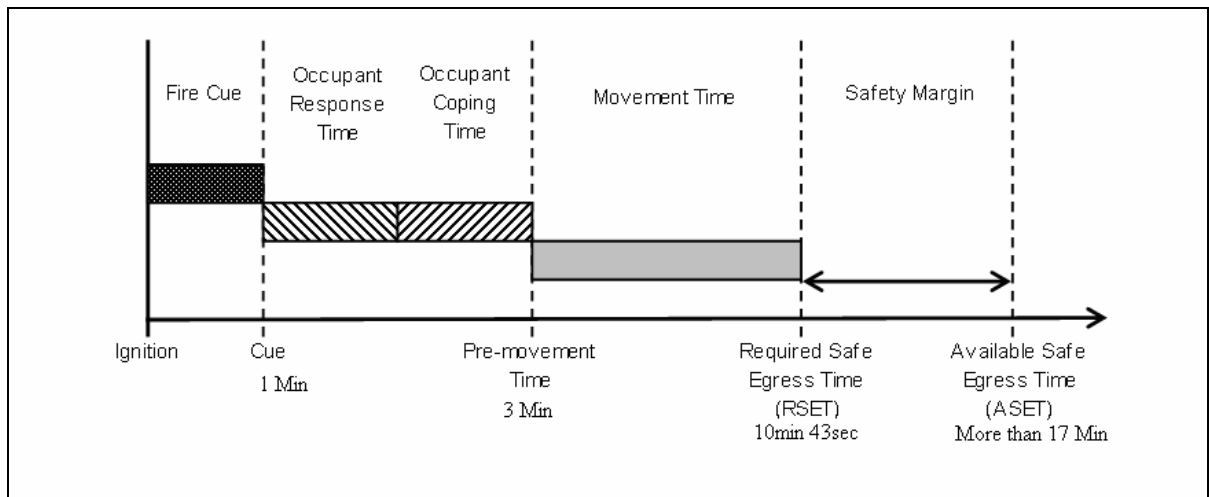 Fire Cue
Occupant
Response
Time
Occupant
Coping
Time
Movement Time
Safety Margin
Ignition
Cue
1 Min
Pre-movement
Time
3 Min
Required Safe
Egress Time
(RSET)
10min 43sec
Available Safe
Egress Time
(ASET)
More than 17 Min